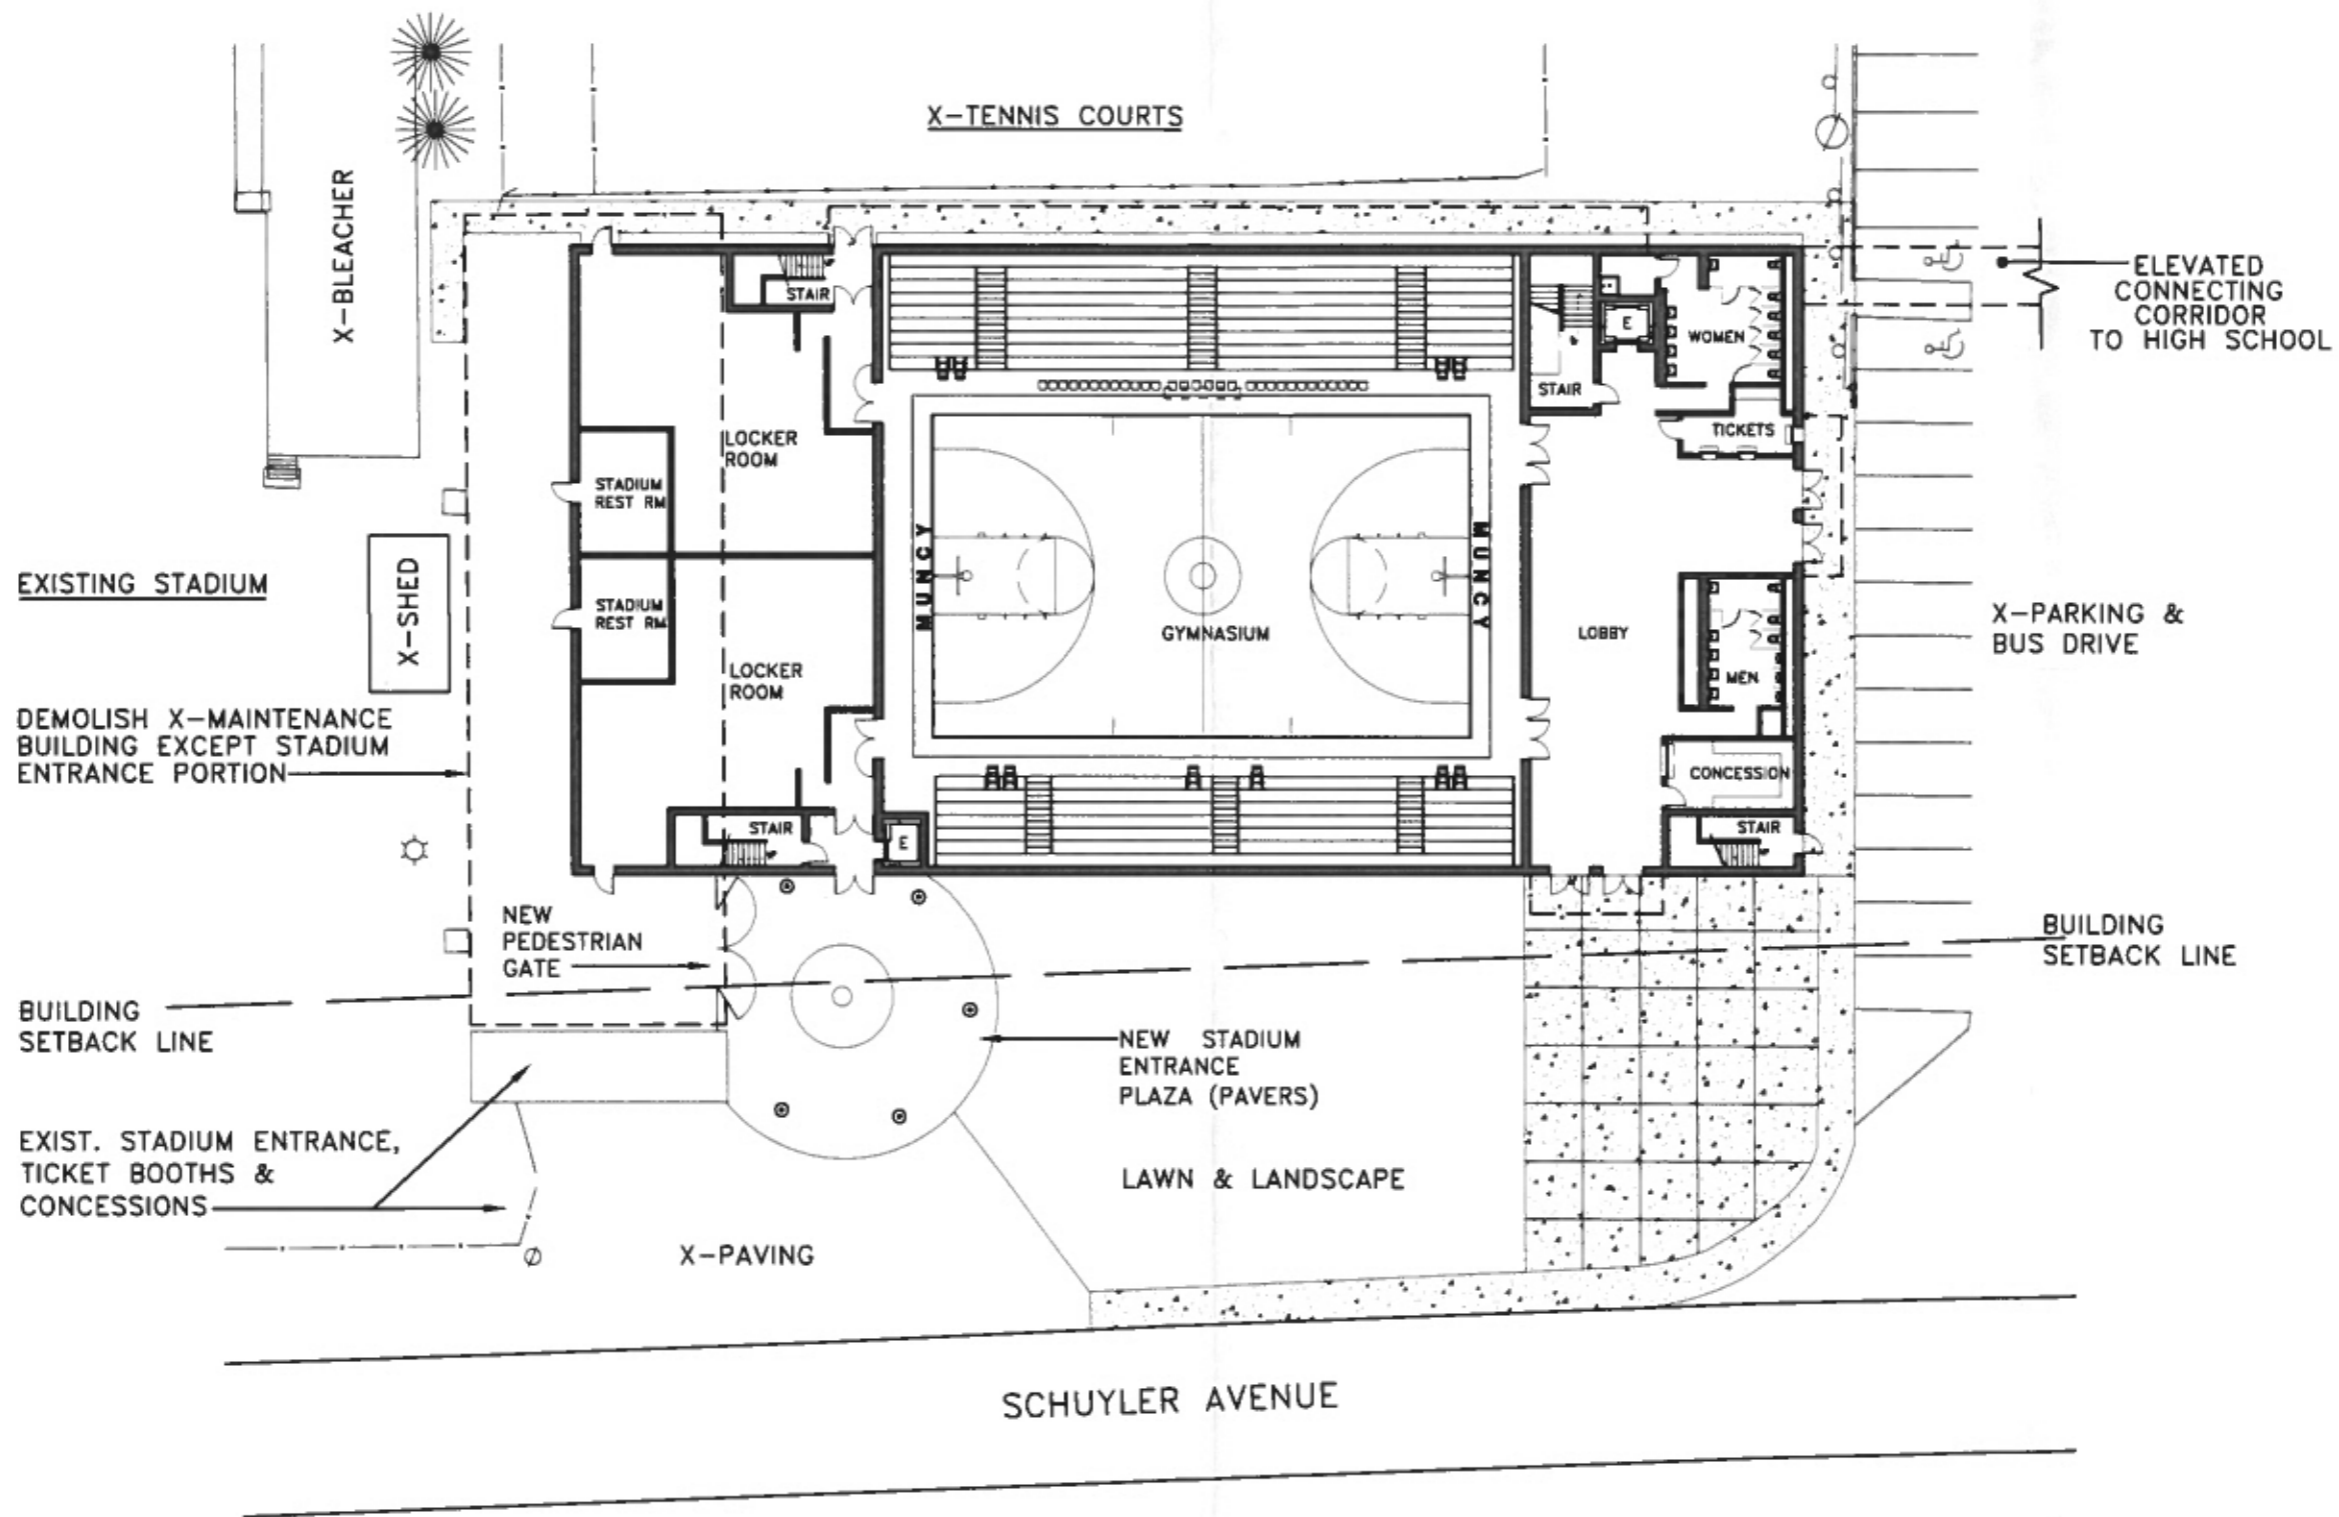 X-TENNIS COURTS
X-BLEACHER
ELEVATED
CONNECTING
CORRIDOR
TO HIGH SCHOOL
STAIR
E
WOMEN
STAIR
TICKETS
LOCKER
ROOM
STADIUM
REST RM
MUNCY
MUNCY
EXISTING STADIUM
X-SHED
STADIUM
REST RM
GYMNASIUM
LOBBY
X-PARKING &
BUS DRIVE
LOCKER
ROOM
MEN
DEMOLISH X-MAINTENANCE
BUILDING EXCEPT STADIUM
ENTRANCE PORTION
CONCESSION
STAIR
E
STAIR
NEW
PEDESTRIAN
GATE
BUILDING
SETBACK LINE
BUILDING
SETBACK LINE
NEW STADIUM
ENTRANCE
PLAZA (PAVERS)
EXIST. STADIUM ENTRANCE,
TICKET BOOTHS &
CONCESSIONS
LAWN & LANDSCAPE
X-PAVING
SCHUYLER AVENUE